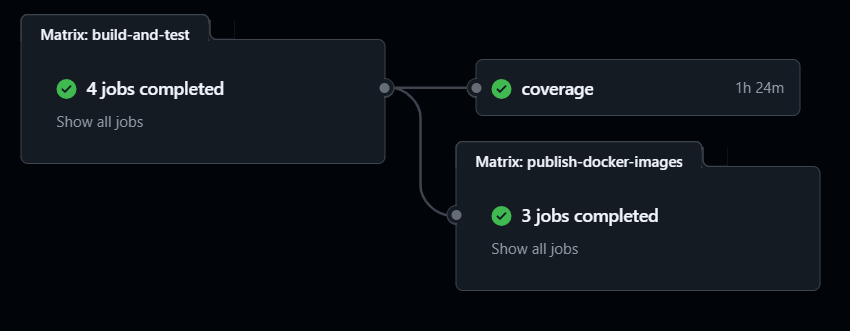 Matrix: build-and-test
4 jobs completed
Show all jobs
coverage 1h 24m
Matrix: publish-docker-images
3 jobs completed
Show all jobs